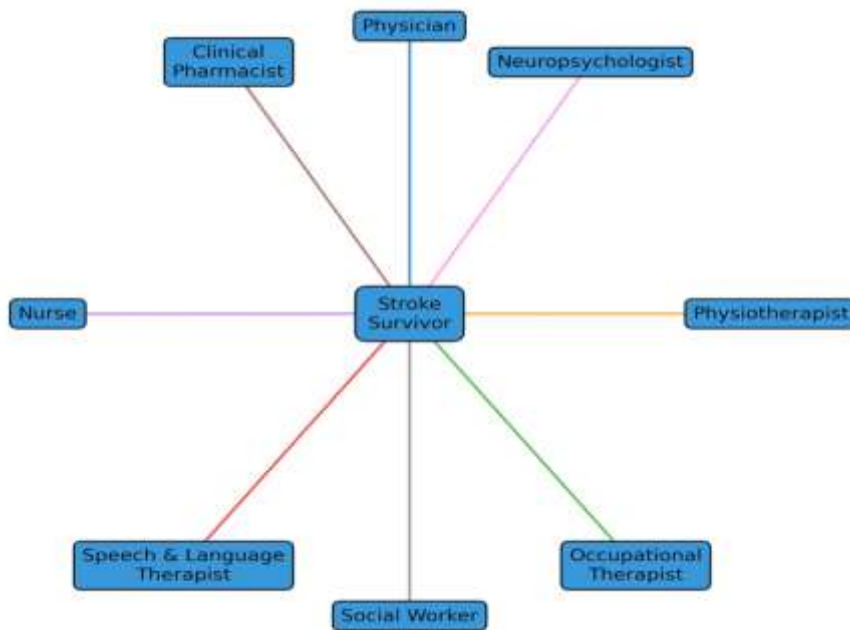 Physician
Clinical
Pharmacist
Neuropsychologist
Nurse
Stroke
Survivor
Physiotherapist
Speech & Language
Therapist
Occupational
Therapist
Social Worker